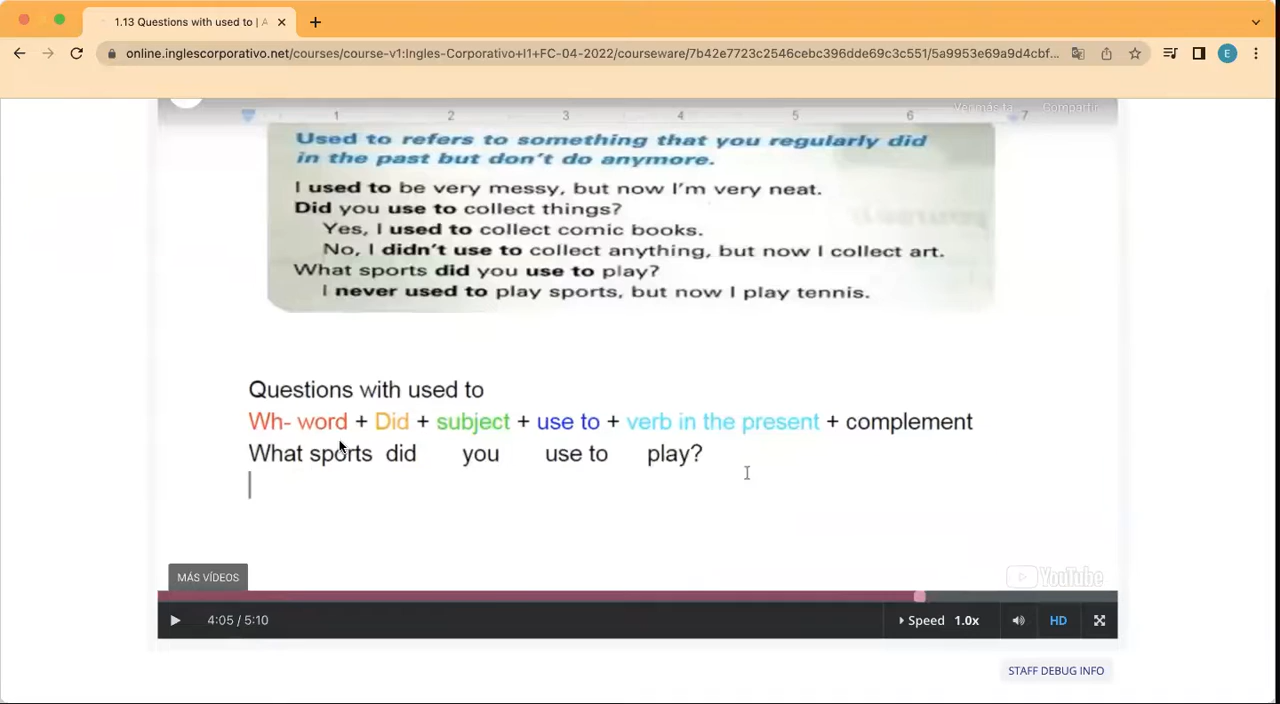 1.13 Questions with used to | A
online.inglescorporativo.net/courses/course-v1:Ingles-Corporativo+I1+FC-04-2022/courseware/7b42e7723c2546cebc396dde69c3c551/5a9953e69a9d4cbf...
E
Ver más ta Compartir
1 2 3 4 5 6 7
Used to refers to something that you regularly did
in the past but don't do anymore.
I used to be very messy, but now I'm very neat.
Did you use to collect things?
Yes, I used to collect comic books.
No, I didn't use to collect anything, but now I collect art.
What sports did you use to play?
I never used to play sports, but now I play tennis.
Questions with used to
Wh- word + Did + subject + use to + verb in the present + complement
What sports did you use to play?
MÁS VÍDEOS
YouTube
4:05 / 5:10 Speed 1.0x HD
STAFF DEBUG INFO